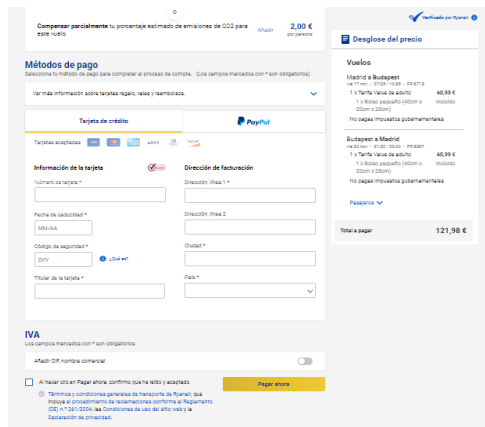 0
Compensar parcialmente tu porcentaje estimado de emisiones de CO2 para este vuelo
Añadir
2,00 €
por persona
Métodos de pago
Selecciona tu método de pago para completar el proceso de compra. (Los campos marcados con * son obligatorios)
Ver más información sobre tarjetas regalo, vales y reembolsos.
Tarjeta de crédito
PayPal
Tarjetas aceptadas
Información de la tarjeta
Número de tarjeta *
Fecha de caducidad *
MM/AA
Código de seguridad *
CVV
¿Qué es?
Titular de la tarjeta *
Dirección de facturación
Dirección, línea 1 *
Dirección, línea 2
Ciudad *
País *
IVA
Los campos marcados con * son obligatorios
Añadir CIF, nombre comercial
Al hacer clic en Pagar ahora, confirmo que he leído y aceptado
Términos y condiciones generales de transporte de Ryanair, que
incluye el procedimiento de reclamaciones conforme al Reglamento
(CE) n.º 261/2004, las Condiciones de uso del sitio web y la
Declaración de privacidad.
Pagar ahora
Verificado por Ryanair
Desglose del precio
Vuelos
Madrid a Budapest
1 x Tarifa Value de adulto 60,99 €
1 x Bolso pequeño (40cm x 20cm x 25cm) Incluido
No pagas impuestos gubernamentales
Budapest a Madrid
1 x Tarifa Value de adulto 60,99 €
1 x Bolso pequeño (40cm x 20cm x 25cm) Incluido
No pagas impuestos gubernamentales
Pasajeros
Total a pagar 121,98 €